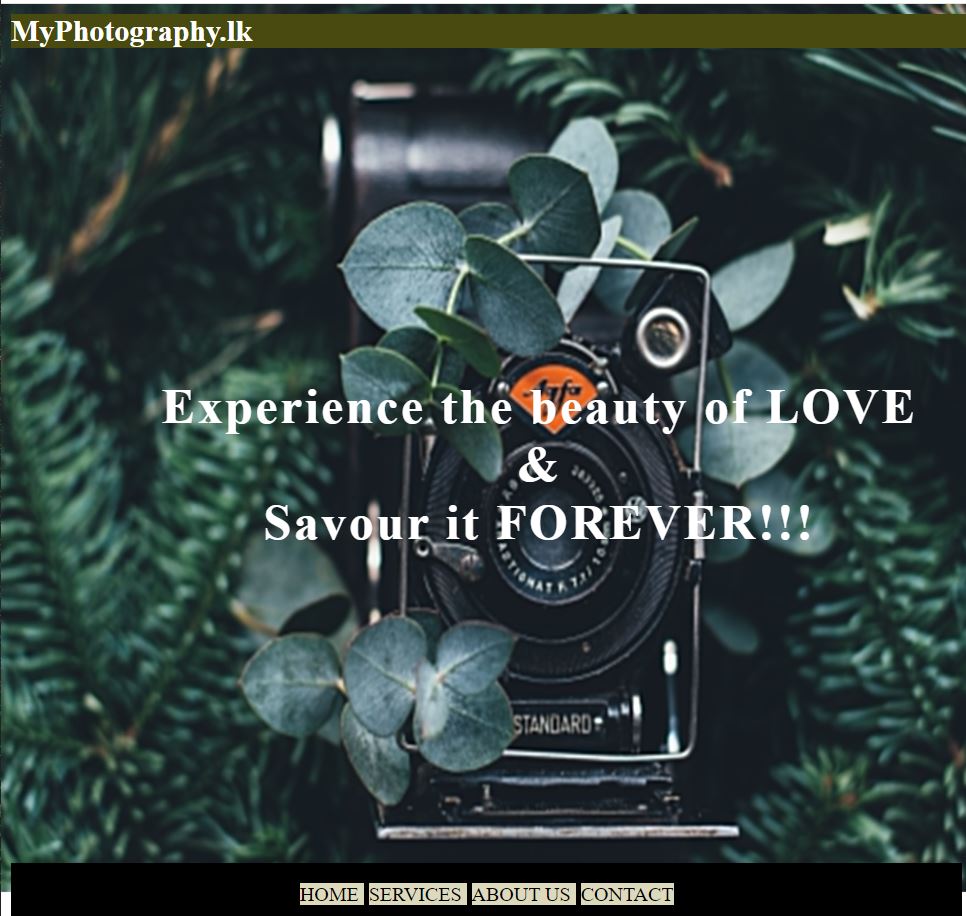 MyPhotography.lk
Agfa
Experience the beauty of LOVE
&
Savour it FOREVER!!!
STANDARD
HOME SERVICES ABOUT US CONTACT